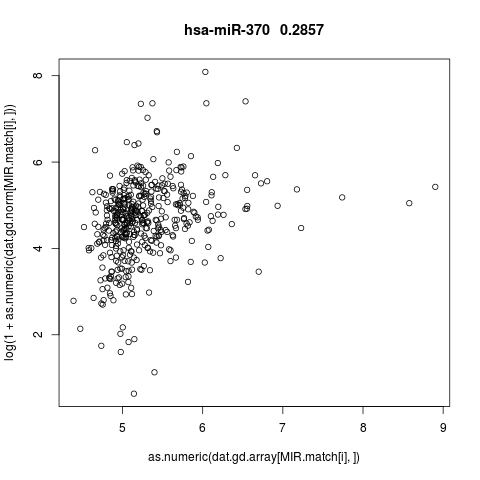 hsa-miR-370 0.2857
log(1 + as.numeric(dat.gd.norm[MIR.match[i], ]))
8
6
4
2
5 6 7 8 9
as.numeric(dat.gd.array[MIR.match[i], ])